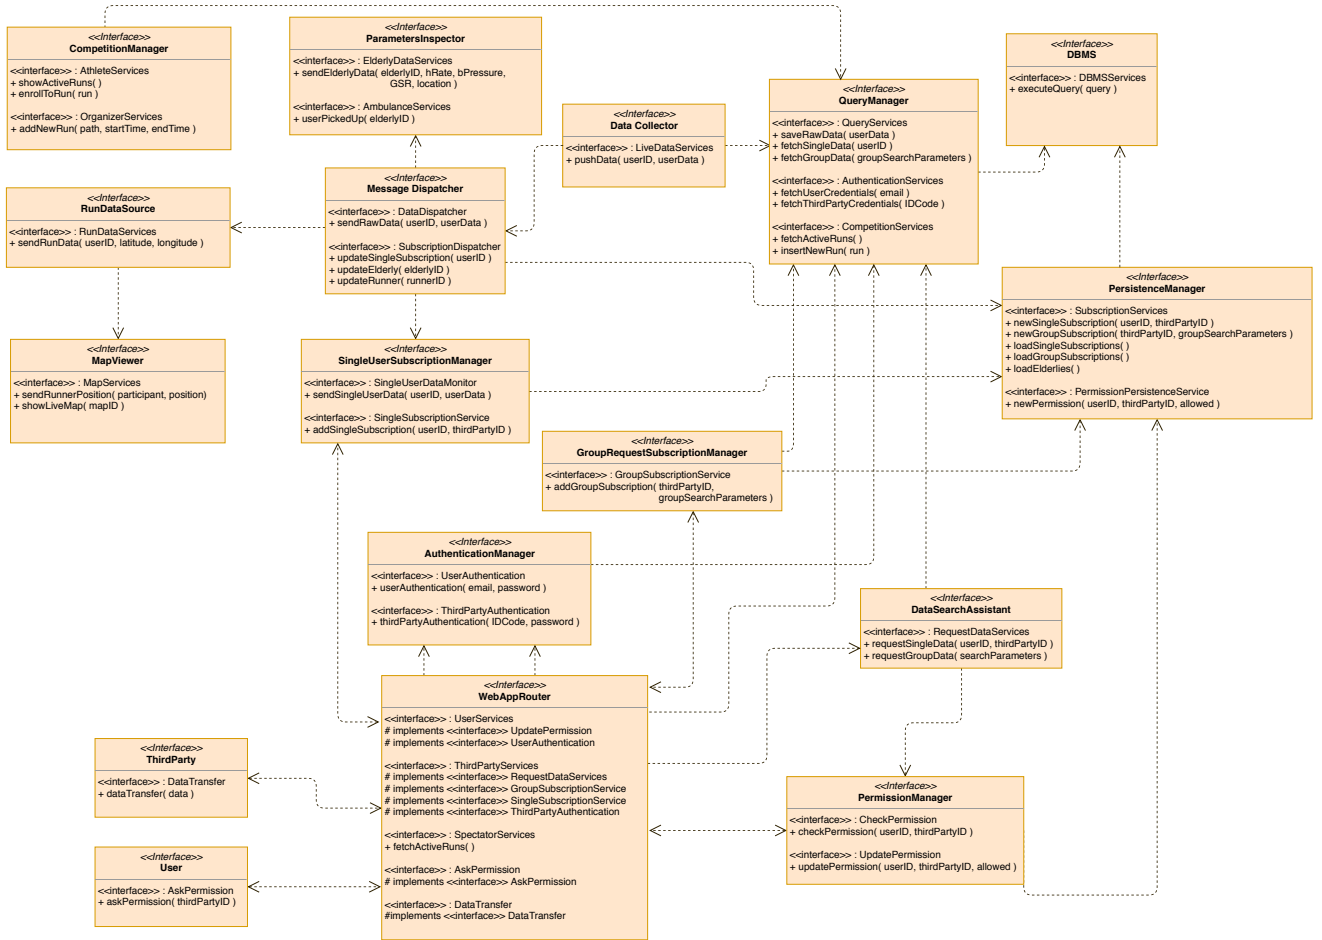 <<Interface>>
CompetitionManager
<<interface>> : AthleteServices
+ showActiveRuns( )
+ enrollToRun( run )
<<interface>> : OrganizerServices
+ addNewRun( path, startTime, endTime )
<<Interface>>
ParametersInspector
<<interface>> : ElderlyDataServices
+ sendElderlyData( elderlyID, hRate, bPressure,
GSR, location )
<<interface>> : AmbulanceServices
+ userPickedUp( elderlyID )
<<Interface>>
Data Collector
<<interface>> : LiveDataServices
+ pushData( userID, userData )
<<Interface>>
QueryManager
<<interface>> : QueryServices
+ saveRawData( userData )
+ fetchSingleData( userID )
+ fetchGroupData( groupSearchParameters )
<<interface>> : AuthenticationServices
+ fetchUserCredentials( email )
+ fetchThirdPartyCredentials( IDCode )
<<interface>> : CompetitionServices
+ fetchActiveRuns( )
+ insertNewRun( run )
<<Interface>>
DBMS
<<interface>> : DBMSServices
+ executeQuery( query )
<<Interface>>
RunDataSource
<<interface>> : RunDataServices
+ sendRunData( userID, latitude, longitude )
<<Interface>>
Message Dispatcher
<<interface>> : DataDispatcher
+ sendRawData( userID, userData )
<<interface>> : SubscriptionDispatcher
+ updateSingleSubscription( userID )
+ updateElderly( elderlyID )
+ updateRunner( runnerID )
<<Interface>>
PersistenceManager
<<interface>> : SubscriptionServices
+ newSingleSubscription( userID, thirdPartyID )
+ newGroupSubscription( thirdPartyID, groupSearchParameters )
+ loadSingleSubscriptions( )
+ loadGroupSubscriptions( )
+ loadElderlies( )
<<interface>> : PermissionPersistenceService
+ newPermission( userID, thirdPartyID, allowed )
<<Interface>>
MapViewer
<<interface>> : MapServices
+ sendRunnerPosition( participant, position)
+ showLiveMap( mapID )
<<Interface>>
SingleUserSubscriptionManager
<<interface>> : SingleUserDataMonitor
+ sendSingleUserData( userID, userData )
<<interface>> : SingleSubscriptionService
+ addSingleSubscription( userID, thirdPartyID )
<<Interface>>
GroupRequestSubscriptionManager
<<interface>> : GroupSubscriptionService
+ addGroupSubscription( thirdPartyID,
groupSearchParameters )
<<Interface>>
AuthenticationManager
<<interface>> : UserAuthentication
+ userAuthentication( email, password )
<<interface>> : ThirdPartyAuthentication
+ thirdPartyAuthentication( IDCode, password )
<<Interface>>
DataSearchAssistant
<<interface>> : RequestDataServices
+ requestSingleData( userID, thirdPartyID )
+ requestGroupData( searchParameters )
<<Interface>>
WebAppRouter
<<interface>> : UserServices
# implements <<interface>> UpdatePermission
# implements <<interface>> UserAuthentication
<<interface>> : ThirdPartyServices
# implements <<interface>> RequestDataServices
# implements <<interface>> GroupSubscriptionService
# implements <<interface>> SingleSubscriptionService
# implements <<interface>> ThirdPartyAuthentication
<<interface>> : SpectatorServices
+ fetchActiveRuns( )
<<interface>> : AskPermission
# implements <<interface>> AskPermission
<<interface>> : DataTransfer
#implements <<interface>> DataTransfer
<<Interface>>
ThirdParty
<<interface>> : DataTransfer
+ dataTransfer( data )
<<Interface>>
User
<<interface>> : AskPermission
+ askPermission( thirdPartyID )
<<Interface>>
PermissionManager
<<interface>> : CheckPermission
+ checkPermission( userID, thirdPartyID )
<<interface>> : UpdatePermission
+ updatePermission( userID, thirdPartyID, allowed )